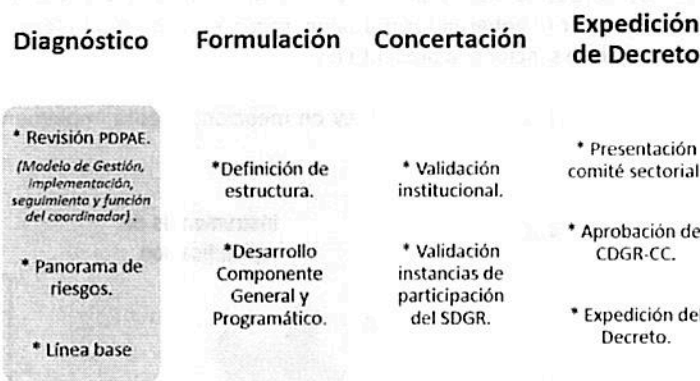 Diagnóstico
* Revisión PDPAE.
(Modelo de Gestión,
implementación,
seguimiento y función
del coordinador).
* Panorama de
riesgos.
* Línea base
Formulación
*Definición de
estructura.
*Desarrollo
Componente
General y
Programático.
Concertación
* Validación
institucional.
* Validación
instancias de
participación
del SDGR.
Expedición
de Decreto
* Presentación
comité sectorial
* Aprobación de
CDGR-CC.
* Expedición de
Decreto.